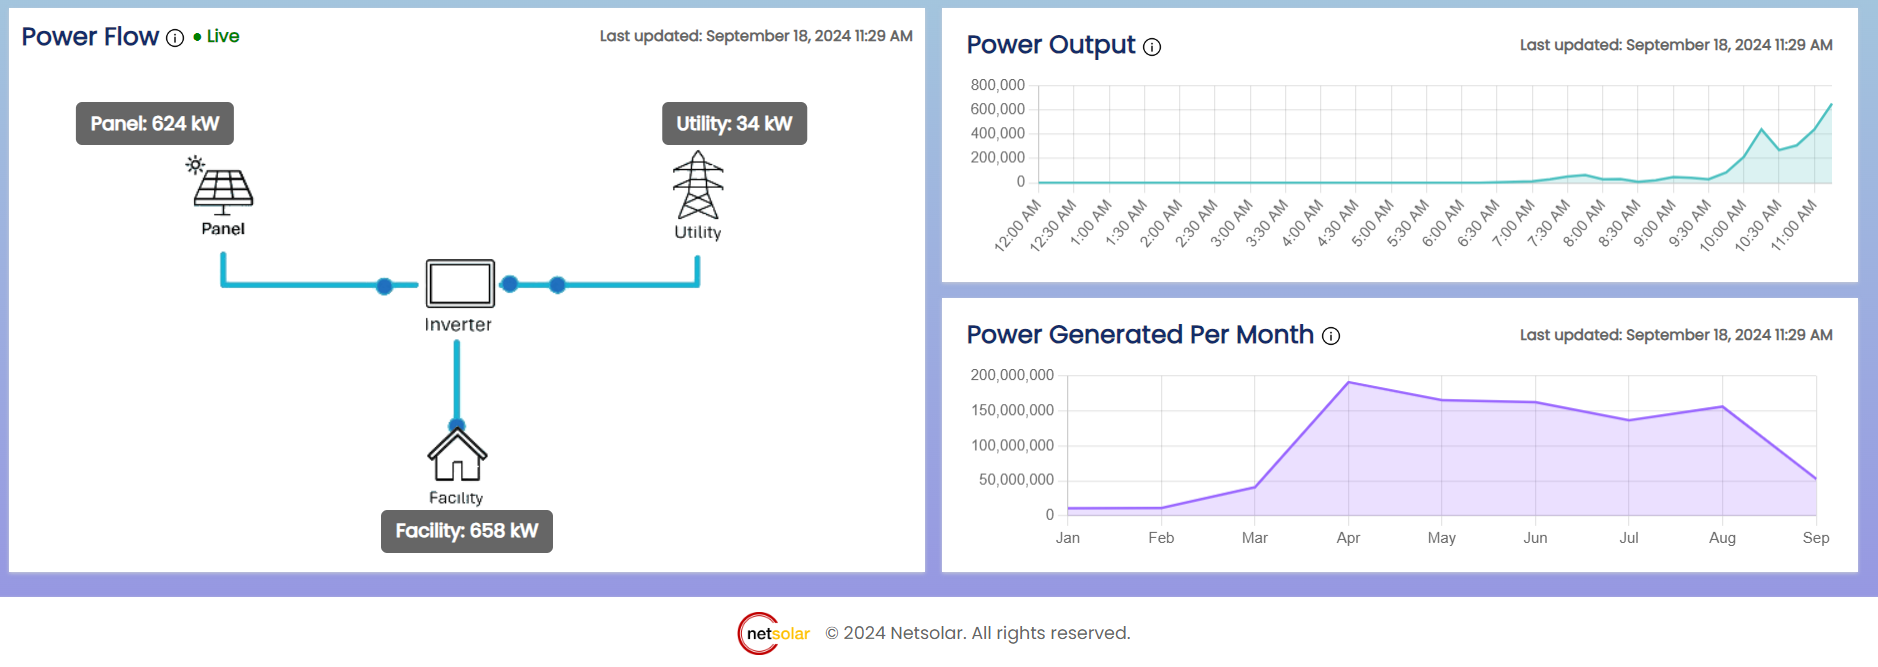 Power Flow
Live
Last updated: September 18, 2024 11:29 AM
Panel: 624 kW
Utility: 34 kW
Panel
Utility
Inverter
Facility
Facility: 658 kW
Power Output
Last updated: September 18, 2024 11:29 AM
800,000
600,000
400,000
200,000
0
12:00 AM
12:30 AM
1:00 AM
1:30 AM
2:00 AM
2:30 AM
3:00 AM
3:30 AM
4:00 AM
4:30 AM
5:00 AM
5:30 AM
6:00 AM
6:30 AM
7:00 AM
7:30 AM
8:00 AM
8:30 AM
9:00 AM
9:30 AM
10:00 AM
10:30 AM
11:00 AM
Power Generated Per Month
Last updated: September 18, 2024 11:29 AM
200,000,000
150,000,000
100,000,000
50,000,000
0
Jan
Feb
Mar
Apr
May
Jun
Jul
Aug
Sep
netsolar
© 2024 Netsolar. All rights reserved.